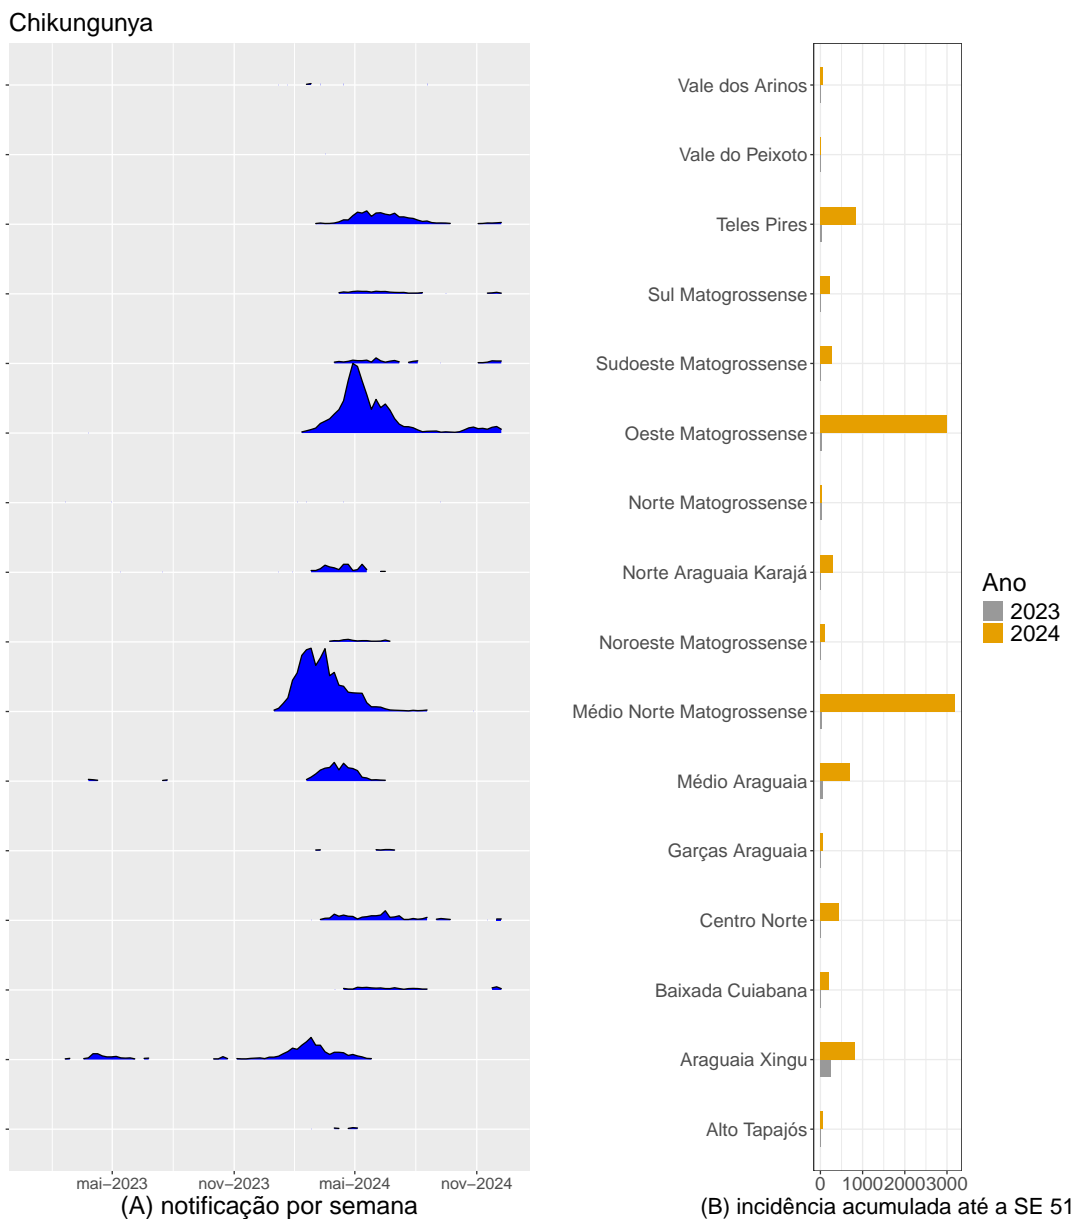 Chikungunya
Vale dos Arinos
Vale do Peixoto
Teles Pires
Sul Matogrossense
Sudoeste Matogrossense
Oeste Matogrossense
Norte Matogrossense
Norte Araguaia Karajá
Noroeste Matogrossense
Médio Norte Matogrossense
Médio Araguaia
Garças Araguaia
Centro Norte
Baixada Cuiabana
Araguaia Xingu
Alto Tapajós
Ano
2023
2024
mai–2023 nov–2023 mai–2024 nov–2024
0 1000 2000 3000
(A) notificação por semana
(B) incidência acumulada até a SE 51